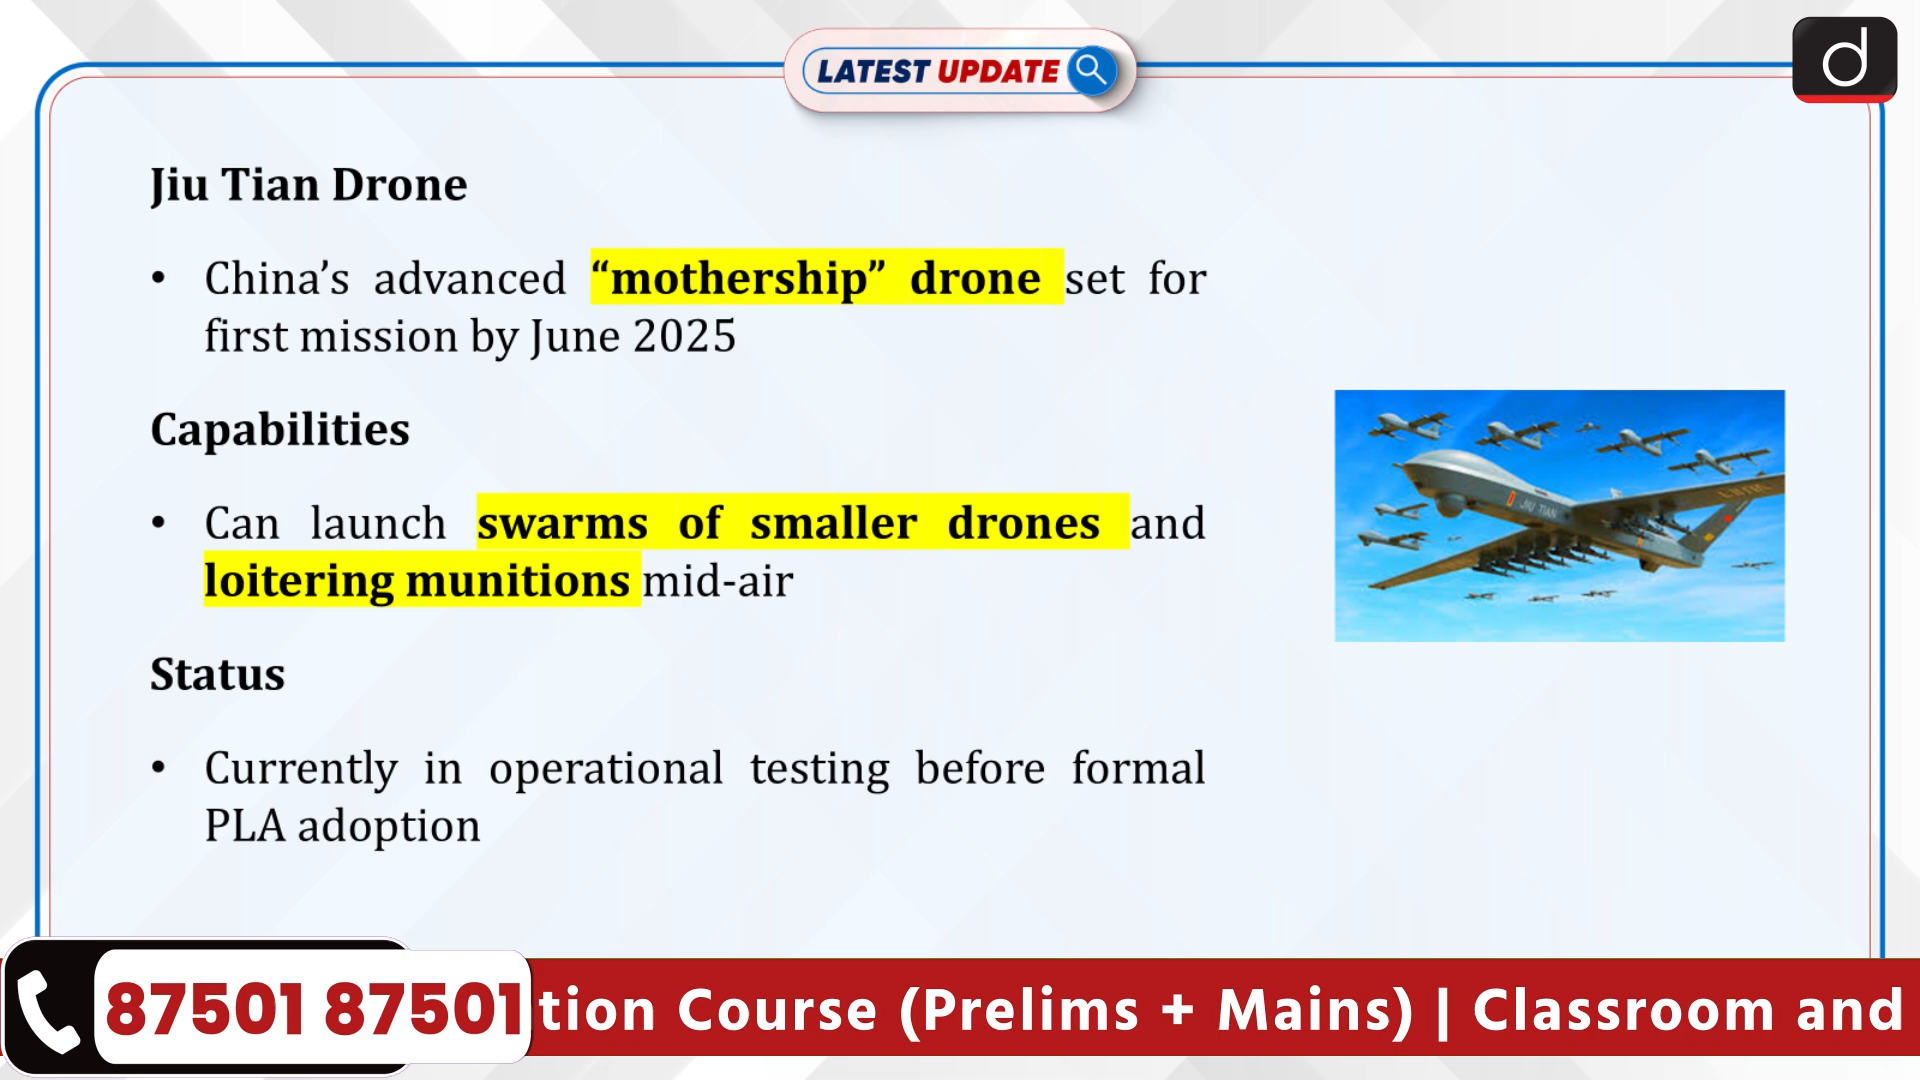 LATEST UPDATE
d
Jiu Tian Drone
• China’s advanced “mothership” drone set for
first mission by June 2025
Capabilities
• Can launch swarms of smaller drones and
loitering munitions mid-air
JIU TIAN
Status
• Currently in operational testing before formal
PLA adoption
87501 87501
tion Course (Prelims + Mains) | Classroom and